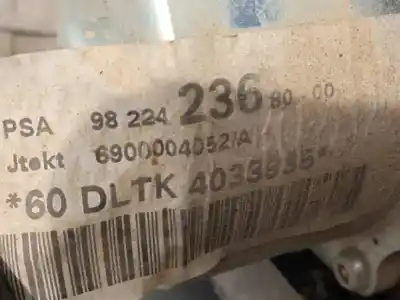 PSA 98 224 236 80-00
Jtekt 6900004052/A
*60 DLTK 4033935*